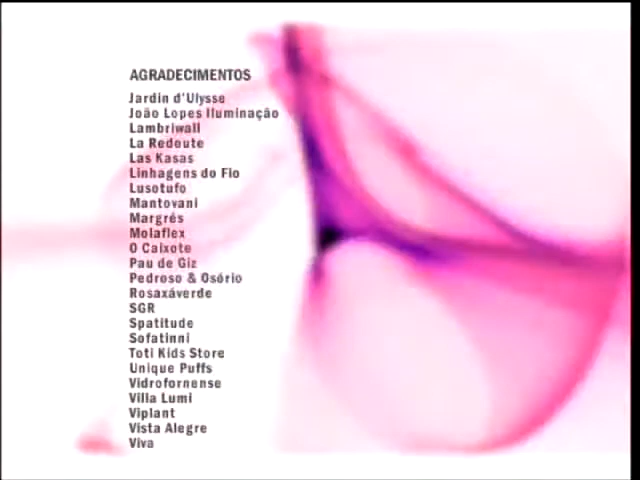 AGRADECIMENTOS
Jardin d'Ulysse
João Lopes Iluminação
Lambriwall
La Redoute
Las Kasas
Linhagens do Fio
Lusotufo
Mantovani
Margrés
Molaflex
O Caixote
Pau de Giz
Pedroso & Osório
Rosaxáverde
SGR
Spatitude
Sofatinni
Toti Kids Store
Unique Puffs
Vidrofornense
Villa Lumi
Viplant
Vista Alegre
Viva